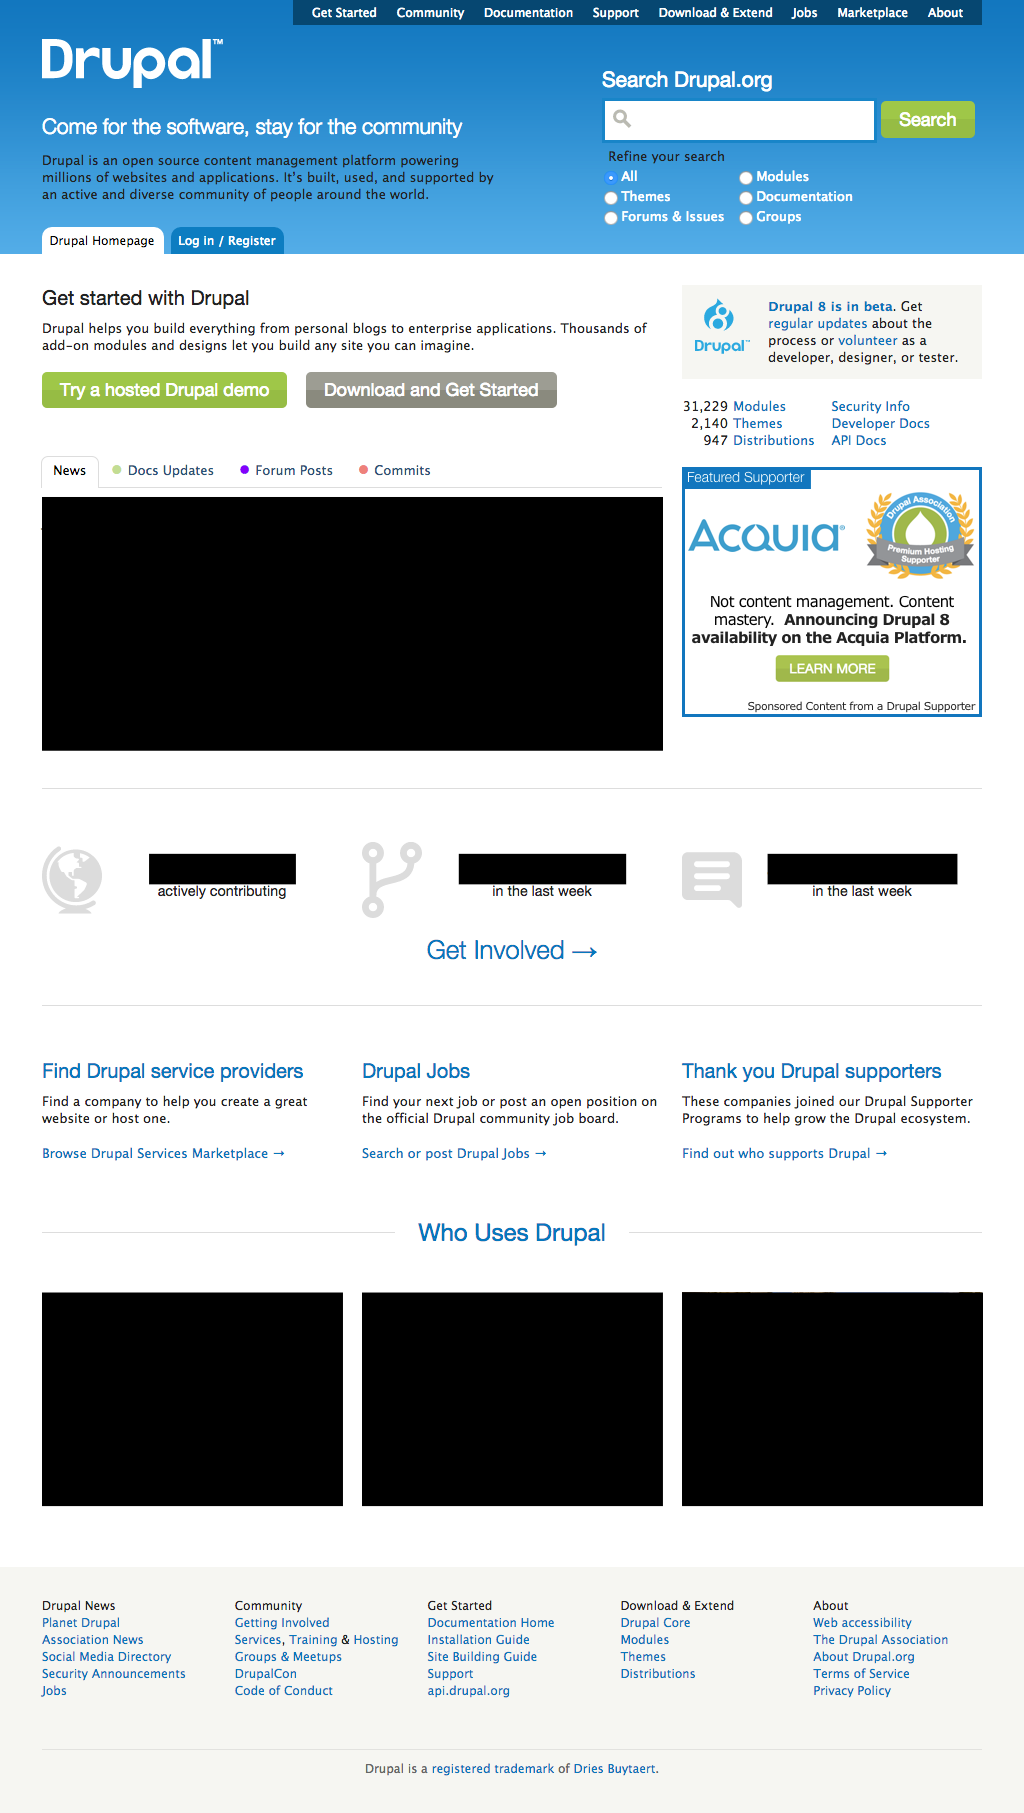 Get Started Community Documentation Support Download & Extend Jobs Marketplace About
Drupal™
Search Drupal.org
Search
Come for the software, stay for the community
Drupal is an open source content management platform powering
millions of websites and applications. It's built, used, and supported by
an active and diverse community of people around the world.
Refine your search
All Modules
Themes Documentation
Forums & Issues Groups
Drupal Homepage Log in / Register
Get started with Drupal
Drupal helps you build everything from personal blogs to enterprise applications. Thousands of
add-on modules and designs let you build any site you can imagine.
Try a hosted Drupal demo Download and Get Started
Drupal™
Drupal 8 is in beta. Get
regular updates about the
process or volunteer as a
developer, designer, or tester.
31,229 Modules Security Info
2,140 Themes Developer Docs
947 Distributions API Docs
News Docs Updates Forum Posts Commits
Featured Supporter
Acquia®
Drupal Association
Premium Hosting
Supporter
Not content management. Content
mastery. Announcing Drupal 8
availability on the Acquia Platform.
LEARN MORE
Sponsored Content from a Drupal Supporter
actively contributing in the last week in the last week
Get Involved →
Find Drupal service providers
Find a company to help you create a great
website or host one.
Browse Drupal Services Marketplace →
Drupal Jobs
Find your next job or post an open position on
the official Drupal community job board.
Search or post Drupal Jobs →
Thank you Drupal supporters
These companies joined our Drupal Supporter
Programs to help grow the Drupal ecosystem.
Find out who supports Drupal →
Who Uses Drupal
Drupal News
Planet Drupal
Association News
Social Media Directory
Security Announcements
Jobs
Community
Getting Involved
Services, Training & Hosting
Groups & Meetups
DrupalCon
Code of Conduct
Get Started
Documentation Home
Installation Guide
Site Building Guide
Support
api.drupal.org
Download & Extend
Drupal Core
Modules
Themes
Distributions
About
Web accessibility
The Drupal Association
About Drupal.org
Terms of Service
Privacy Policy
Drupal is a registered trademark of Dries Buytaert.